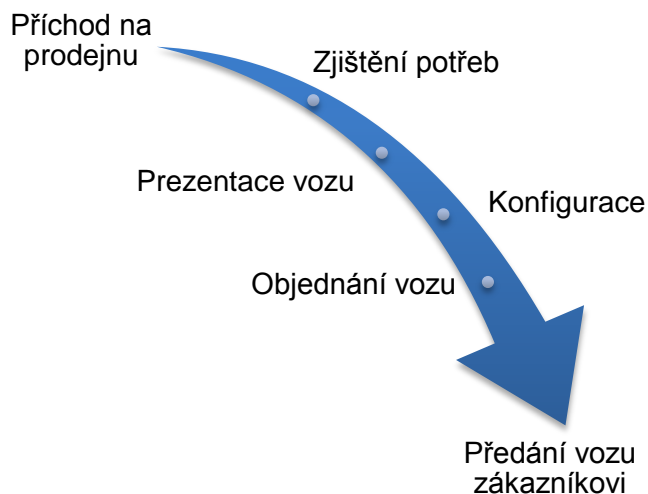 Příchod na
prodejnu
Zjištění potřeb
Prezentace vozu
Konfigurace
Objednání vozu
Předání vozu
zákazníkovi